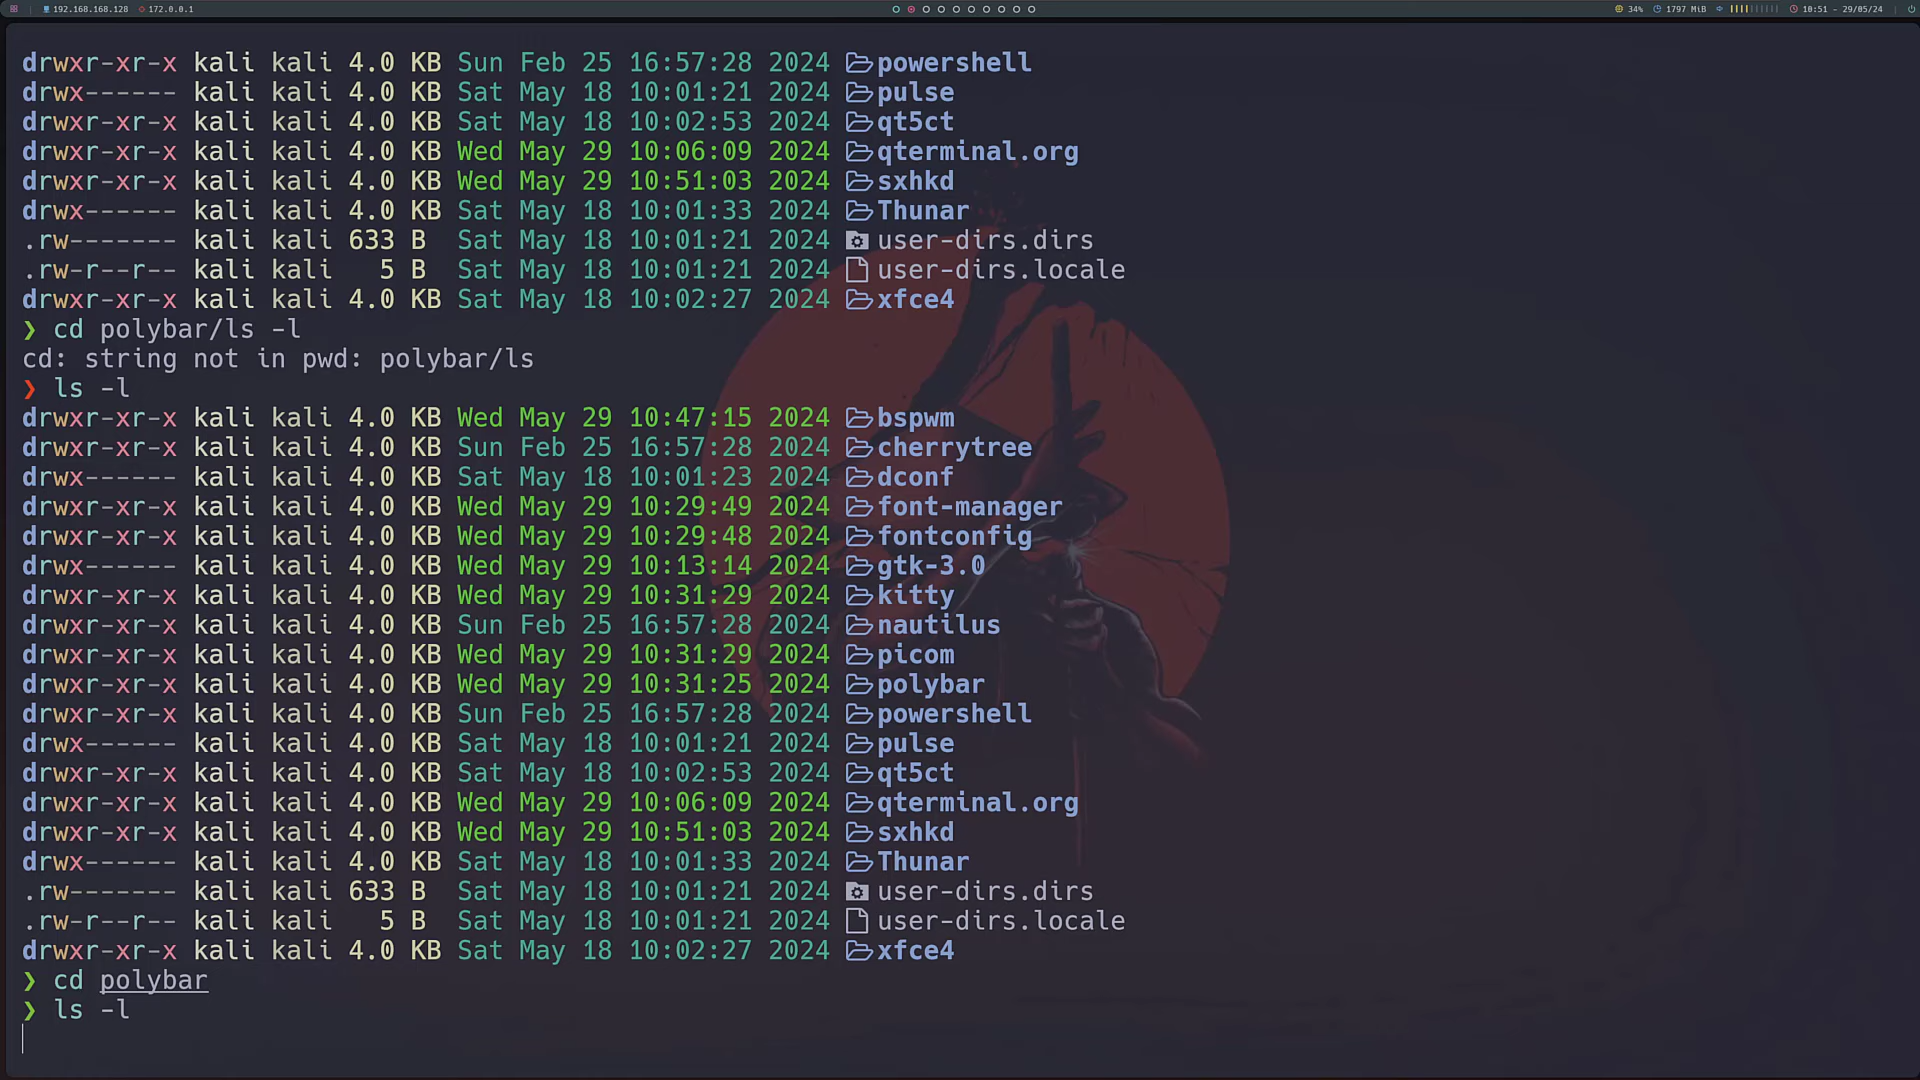 192.168.168.128 172.0.0.1 34% 1797 MiB 10:51 - 29/05/24
drwxr-xr-x kali kali 4.0 KB Sun Feb 25 16:57:28 2024 powershell
drwx------ kali kali 4.0 KB Sat May 18 10:01:21 2024 pulse
drwxr-xr-x kali kali 4.0 KB Sat May 18 10:02:53 2024 qt5ct
drwxr-xr-x kali kali 4.0 KB Wed May 29 10:06:09 2024 qterminal.org
drwxr-xr-x kali kali 4.0 KB Wed May 29 10:51:03 2024 sxhkd
drwx------ kali kali 4.0 KB Sat May 18 10:01:33 2024 Thunar
.rw------- kali kali 633 B Sat May 18 10:01:21 2024 user-dirs.dirs
.rw-r--r-- kali kali 5 B Sat May 18 10:01:21 2024 user-dirs.locale
drwxr-xr-x kali kali 4.0 KB Sat May 18 10:02:27 2024 xfce4
❯ cd polybar/ls -l
cd: string not in pwd: polybar/ls
❯ ls -l
drwxr-xr-x kali kali 4.0 KB Wed May 29 10:47:15 2024 bspwm
drwxr-xr-x kali kali 4.0 KB Sun Feb 25 16:57:28 2024 cherrytree
drwx------ kali kali 4.0 KB Sat May 18 10:01:23 2024 dconf
drwxr-xr-x kali kali 4.0 KB Wed May 29 10:29:49 2024 font-manager
drwxr-xr-x kali kali 4.0 KB Wed May 29 10:29:48 2024 fontconfig
drwx------ kali kali 4.0 KB Wed May 29 10:13:14 2024 gtk-3.0
drwxr-xr-x kali kali 4.0 KB Wed May 29 10:31:29 2024 kitty
drwxr-xr-x kali kali 4.0 KB Sun Feb 25 16:57:28 2024 nautilus
drwxr-xr-x kali kali 4.0 KB Wed May 29 10:31:29 2024 picom
drwxr-xr-x kali kali 4.0 KB Wed May 29 10:31:25 2024 polybar
drwxr-xr-x kali kali 4.0 KB Sun Feb 25 16:57:28 2024 powershell
drwx------ kali kali 4.0 KB Sat May 18 10:01:21 2024 pulse
drwxr-xr-x kali kali 4.0 KB Sat May 18 10:02:53 2024 qt5ct
drwxr-xr-x kali kali 4.0 KB Wed May 29 10:06:09 2024 qterminal.org
drwxr-xr-x kali kali 4.0 KB Wed May 29 10:51:03 2024 sxhkd
drwx------ kali kali 4.0 KB Sat May 18 10:01:33 2024 Thunar
.rw------- kali kali 633 B Sat May 18 10:01:21 2024 user-dirs.dirs
.rw-r--r-- kali kali 5 B Sat May 18 10:01:21 2024 user-dirs.locale
drwxr-xr-x kali kali 4.0 KB Sat May 18 10:02:27 2024 xfce4
❯ cd polybar
❯ ls -l